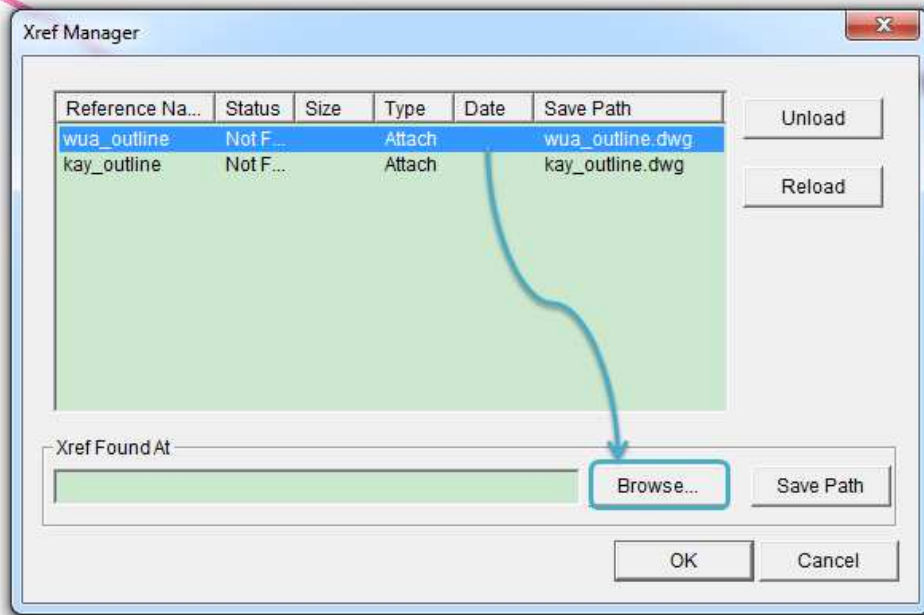 Xref Manager
Reference Na... Status Size Type Date Save Path
wua_outline Not F... Attach wua_outline.dwg
kay_outline Not F... Attach kay_outline.dwg
Unload
Reload
Xref Found At
Browse... Save Path
OK Cancel